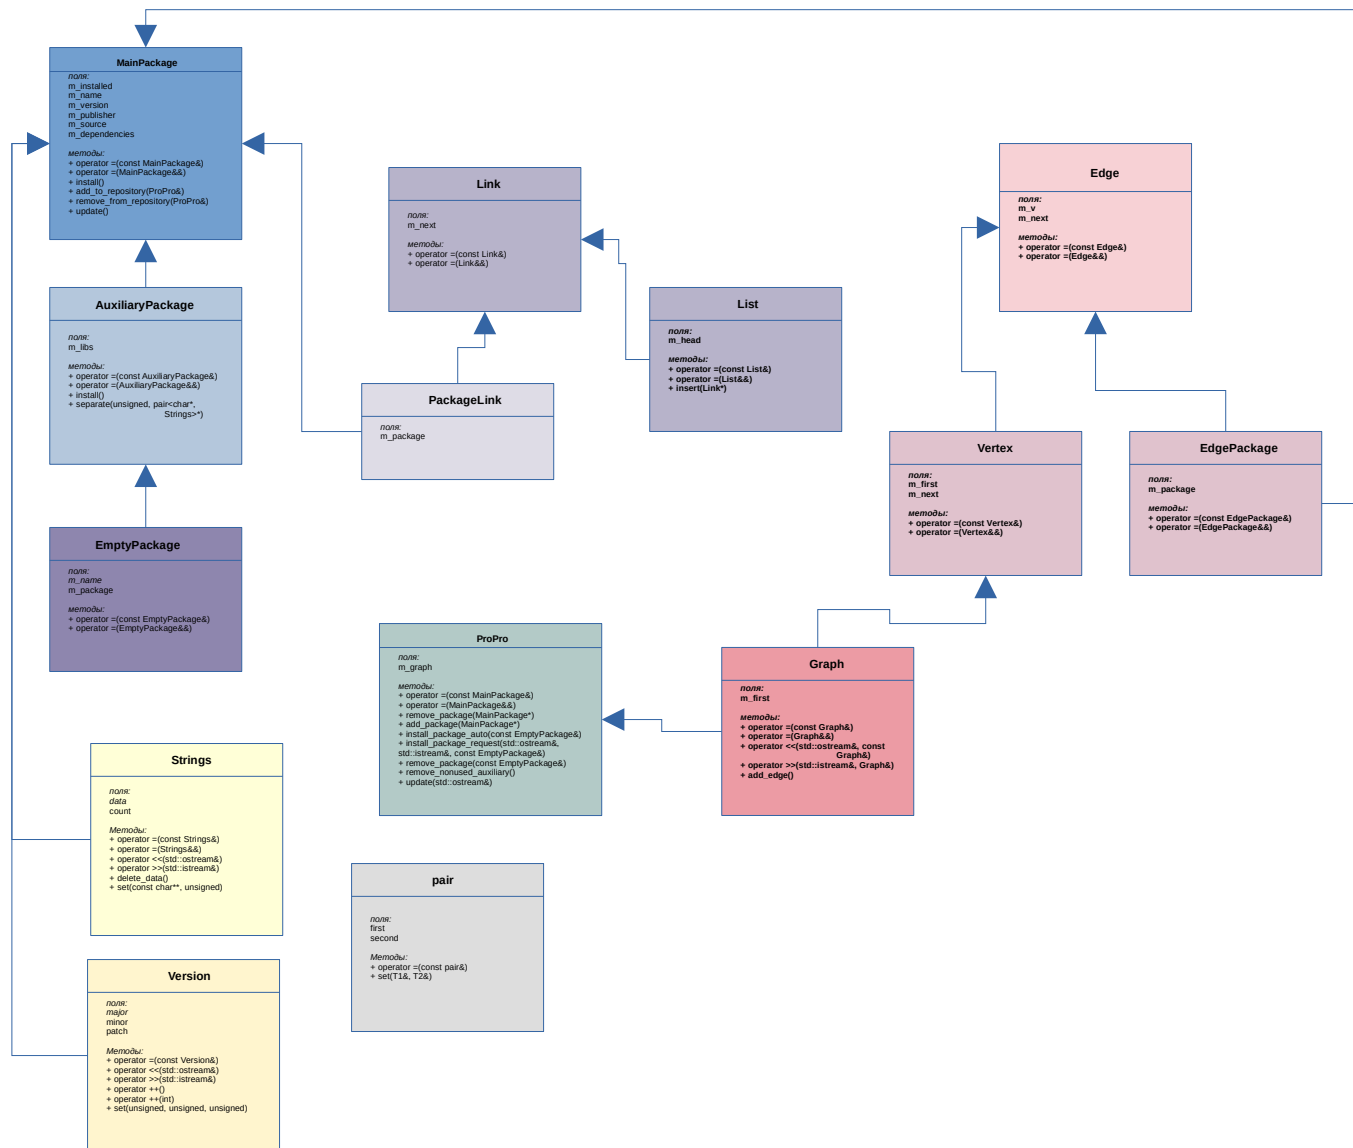 MainPackage
поля:
m_installed
m_name
m_version
m_publisher
m_source
m_dependencies
методы:
+ operator =(const MainPackage&)
+ operator =(MainPackage&&)
+ install()
+ add_to_repository(ProPro&)
+ remove_from_repository(ProPro&)
+ update()
AuxiliaryPackage
поля:
m_libs
методы:
+ operator =(const AuxiliaryPackage&)
+ operator =(AuxiliaryPackage&&)
+ install()
+ separate(unsigned, pair<char*,
Strings>*)
EmptyPackage
поля:
m_name
m_package
методы:
+ operator =(const EmptyPackage&)
+ operator =(EmptyPackage&&)
Link
поля:
m_next
методы:
+ operator =(const Link&)
+ operator =(Link&&)
List
поля:
m_head
методы:
+ operator =(const List&)
+ operator =(List&&)
+ insert(Link*)
PackageLink
поля:
m_package
Edge
поля:
m_v
m_next
методы:
+ operator =(const Edge&)
+ operator =(Edge&&)
Vertex
поля:
m_first
m_next
методы:
+ operator =(const Vertex&)
+ operator =(Vertex&&)
EdgePackage
поля:
m_package
методы:
+ operator =(const EdgePackage&)
+ operator =(EdgePackage&&)
ProPro
поля:
m_graph
методы:
+ operator =(const MainPackage&)
+ operator =(MainPackage&&)
+ remove_package(MainPackage*)
+ add_package(MainPackage*)
+ install_package_auto(const EmptyPackage&)
+ install_package_request(std::ostream&,
std::istream&, const EmptyPackage&)
+ remove_package(const EmptyPackage&)
+ remove_nonused_auxiliary()
+ update(std::ostream&)
Graph
поля:
m_first
методы:
+ operator =(const Graph&)
+ operator =(Graph&&)
+ operator <<(std::ostream&, const
Graph&)
+ operator >>(std::istream&, Graph&)
+ add_edge()
Strings
поля:
data
count
Методы:
+ operator =(const Strings&)
+ operator =(Strings&&)
+ operator <<(std::ostream&)
+ operator >>(std::istream&)
+ delete_data()
+ set(const char**, unsigned)
pair
поля:
first
second
Методы:
+ operator =(const pair&)
+ set(T1&, T2&)
Version
поля:
major
minor
patch
Методы:
+ operator =(const Version&)
+ operator <<(std::ostream&)
+ operator >>(std::istream&)
+ operator ++()
+ operator ++(int)
+ set(unsigned, unsigned, unsigned)